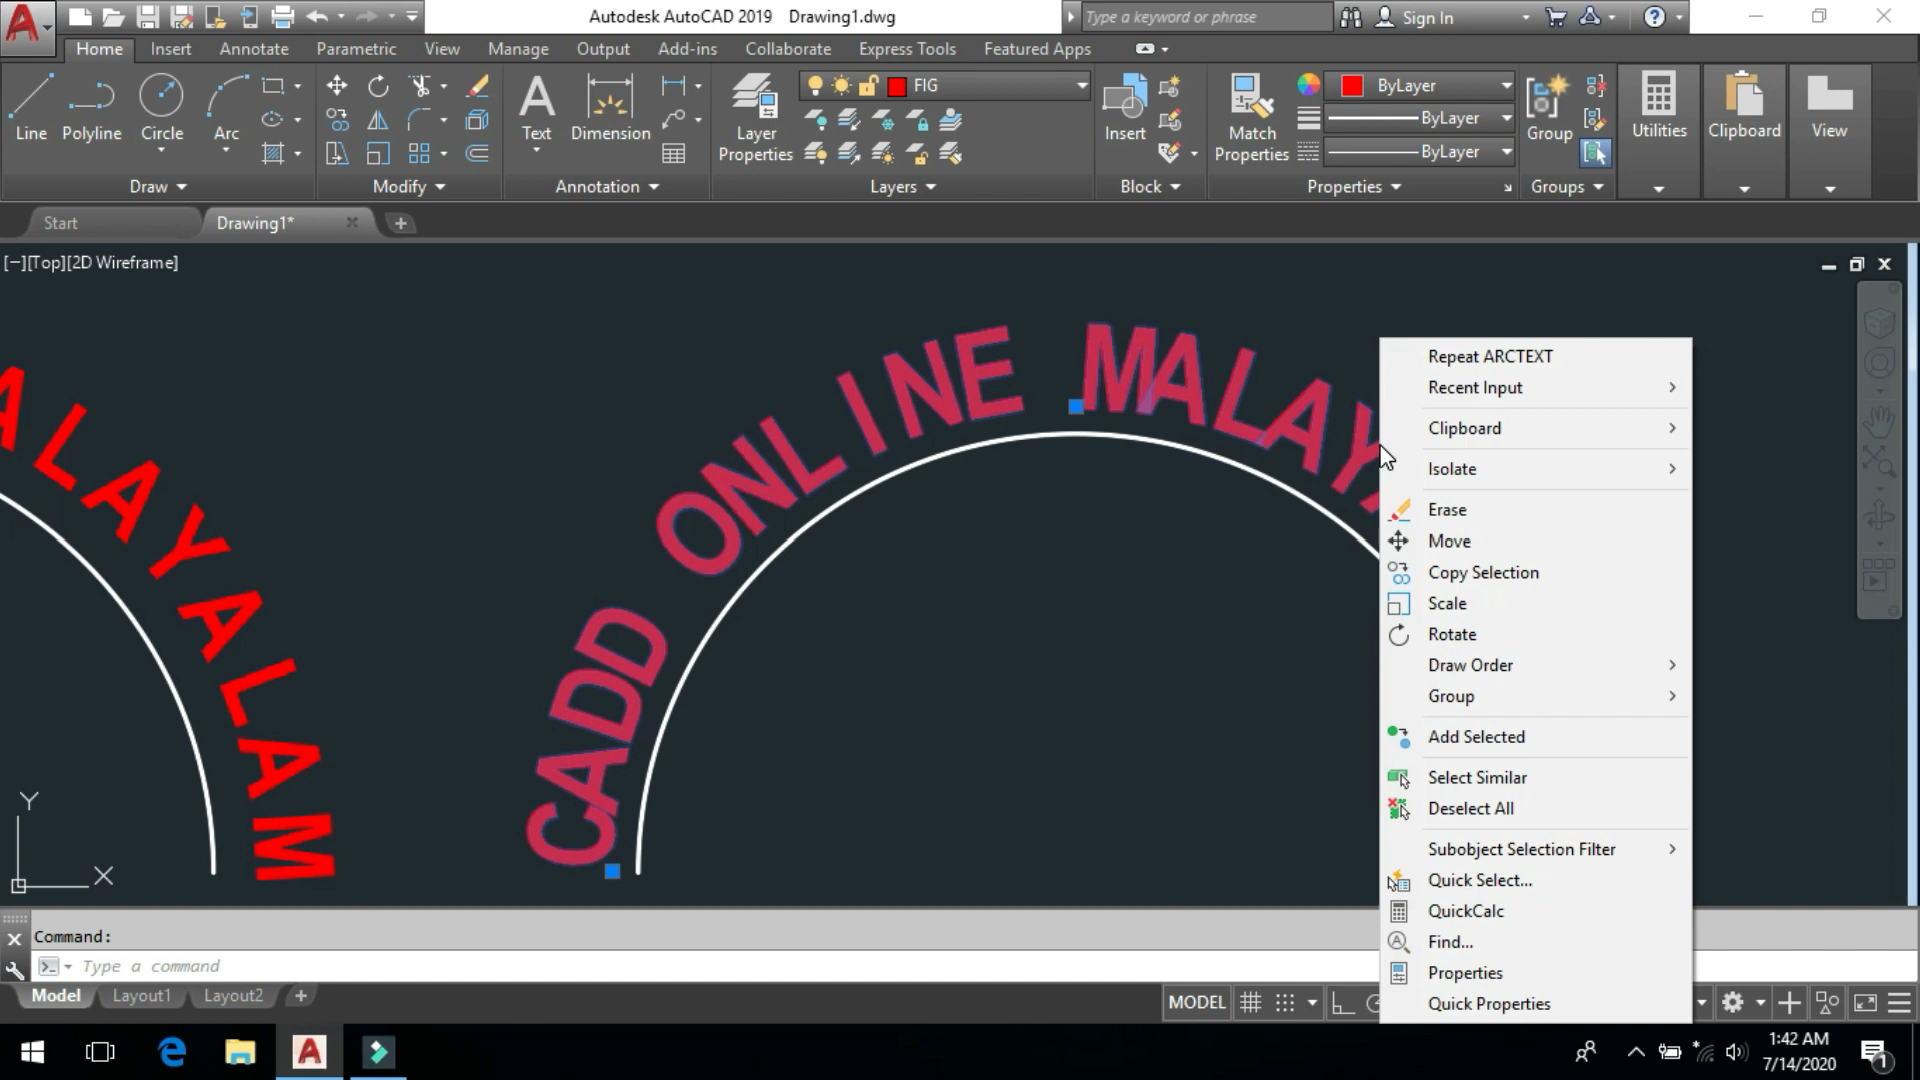 Autodesk AutoCAD 2019 Drawing1.dwg
Type a keyword or phrase
Sign In
Home Insert Annotate Parametric View Manage Output Add-ins Collaborate Express Tools Featured Apps
Line Polyline Circle Arc
Text Dimension
Layer Properties
FIG
Insert
Match Properties
ByLayer
ByLayer
ByLayer
Group
Utilities
Clipboard
View
Draw Modify Annotation Layers Block Properties Groups
Start Drawing1*
[−][Top][2D Wireframe]
ALAYALAM
CADD ONLINE MALAYA
Y
X
Repeat ARCTEXT
Recent Input
Clipboard
Isolate
Erase
Move
Copy Selection
Scale
Rotate
Draw Order
Group
Add Selected
Select Similar
Deselect All
Subobject Selection Filter
Quick Select...
QuickCalc
Find...
Properties
Quick Properties
Command:
Type a command
Model Layout1 Layout2
MODEL
1:42 AM
7/14/2020
1